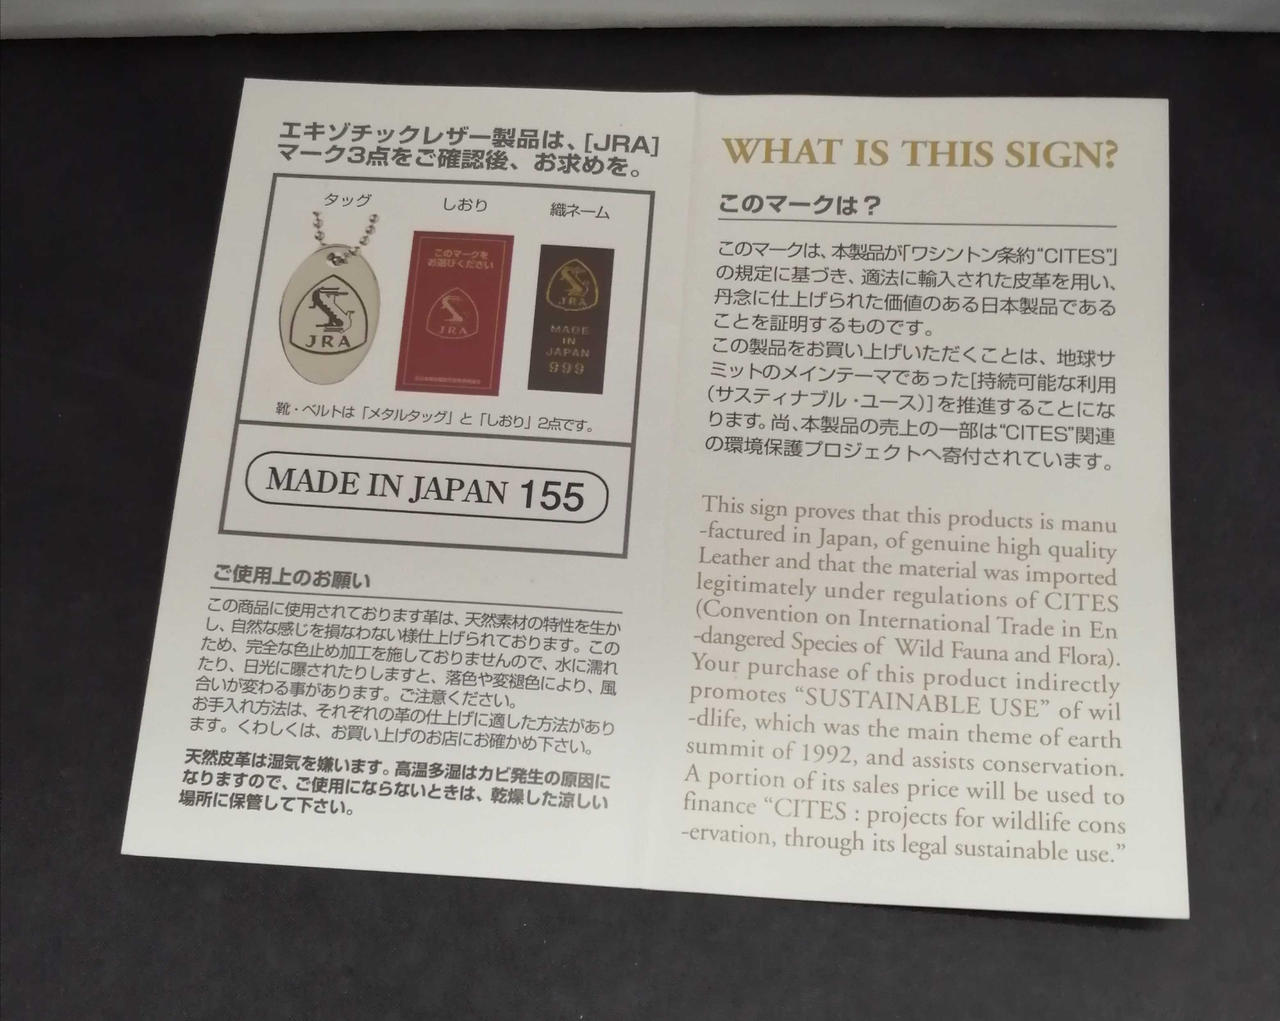 エキゾチックレザー製品は、[JRA]
マーク3点をご確認後、お求めを。
タッグ
しおり
織ネーム
JRA
このマークを
お選びください
JRA
JRA
MADE
IN
JAPAN
999
靴・ベルトは「メタルタッグ」と「しおり」2点です。
MADE IN JAPAN 155
ご使用上のお願い
この商品に使用されております革は、天然素材の特性を生か
し、自然な感じを損なわない様仕上げられております。この
ため、完全な色止め加工を施しておりませんので、水に濡れ
たり、日光に曝されたりしますと、落色や変褪色により、風
合いが変わる事があります。ご注意ください。
お手入れ方法は、それぞれの革の仕上げに適した方法があり
ます。くわしくは、お買い上げのお店にお確かめ下さい。
天然皮革は湿気を嫌います。高温多湿はカビ発生の原因に
なりますので、ご使用にならないときは、乾燥した涼しい
場所に保管して下さい。
WHAT IS THIS SIGN?
このマークは？
このマークは、本製品が「ワシントン条約“CITES”」
の規定に基づき、適法に輸入された皮革を用い、
丹念に仕上げられた価値のある日本製品である
ことを証明するものです。
この製品をお買い上げいただくことは、地球サ
ミットのメインテーマであった[持続可能な利用
(サスティナブル・ユース)]を推進することにな
ります。尚、本製品の売上の一部は“CITES”関連
の環境保護プロジェクトへ寄付されています。
This sign proves that this products is manu
-factured in Japan, of genuine high quality
Leather and that the material was imported
legitimately under regulations of CITES
(Convention on International Trade in En
-dangered Species of Wild Fauna and Flora).
Your purchase of this product indirectly
promotes “SUSTAINABLE USE” of wil
-dlife, which was the main theme of earth
summit of 1992, and assists conservation.
A portion of its sales price will be used to
finance “CITES : projects for wildlife cons
-ervation, through its legal sustainable use.”